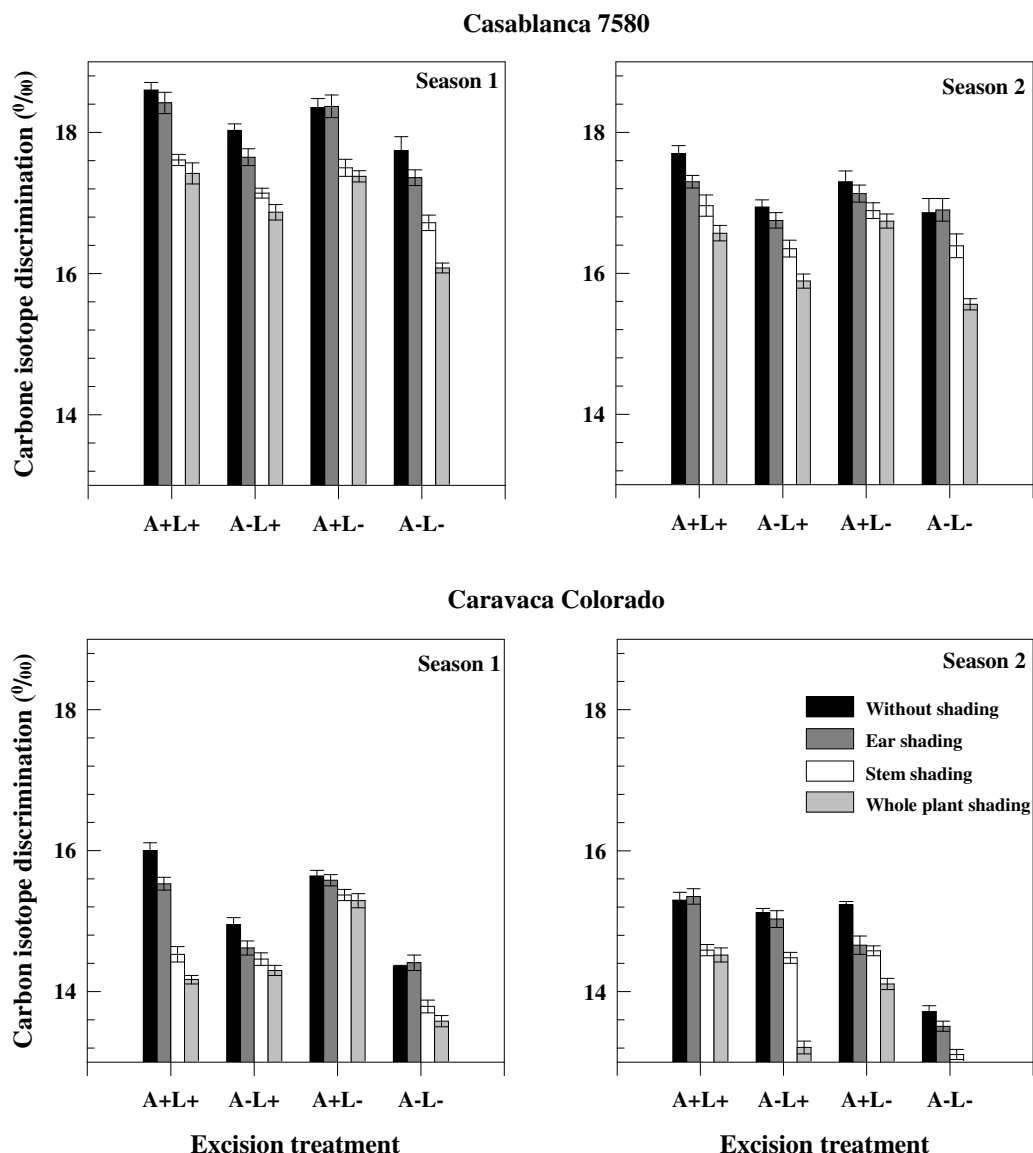 Casablanca 7580
Season 1
Season 2
Carbone isotope discrimination (⁰/₀₀)
18
16
14
18
16
14
A+L+ A-L+ A+L- A-L-
A+L+ A-L+ A+L- A-L-
Caravaca Colorado
Season 1
Season 2
Carbon isotope discrimination (⁰/₀₀)
18
16
14
18
16
14
Without shading
Ear shading
Stem shading
Whole plant shading
A+L+ A-L+ A+L- A-L-
A+L+ A-L+ A+L- A-L-
Excision treatment
Excision treatment